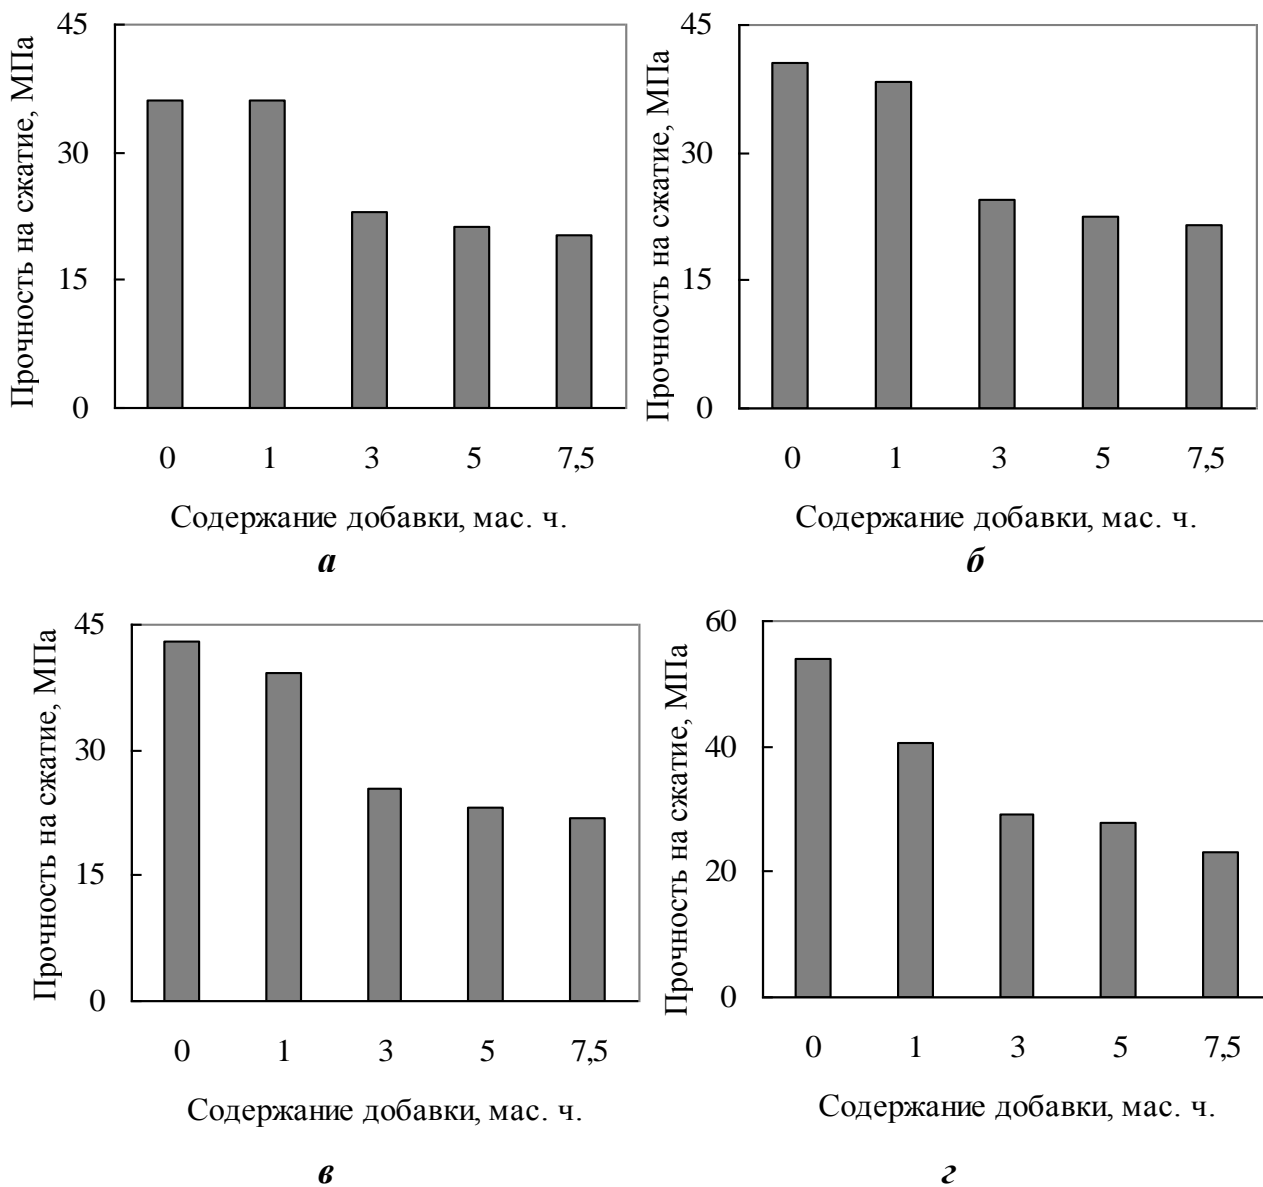 Прочность на сжатие, МПа
45
30
15
0
0 1 3 5 7,5
Содержание добавки, мас. ч.
а
Прочность на сжатие, МПа
45
30
15
0
0 1 3 5 7,5
Содержание добавки, мас. ч.
б
Прочность на сжатие, МПа
45
30
15
0
0 1 3 5 7,5
Содержание добавки, мас. ч.
в
Прочность на сжатие, МПа
60
40
20
0
0 1 3 5 7,5
Содержание добавки, мас. ч.
г